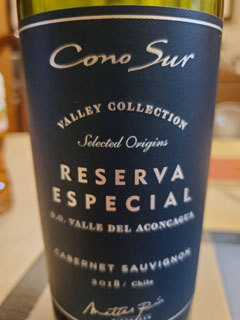 Cono Sur
VALLEY COLLECTION
Selected Origins
RESERVA
ESPECIAL
D.O. VALLE DEL ACONCAGUA
CABERNET SAUVIGNON
2018 / Chile